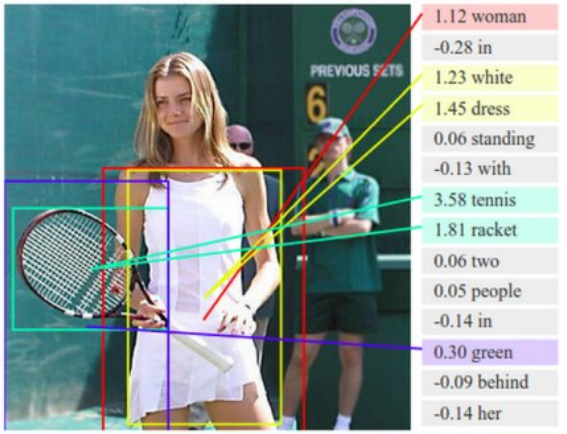 PREVIOUS SETS
6
1.12 woman
-0.28 in
1.23 white
1.45 dress
0.06 standing
-0.13 with
3.58 tennis
1.81 racket
0.06 two
0.05 people
-0.14 in
0.30 green
-0.09 behind
-0.14 her